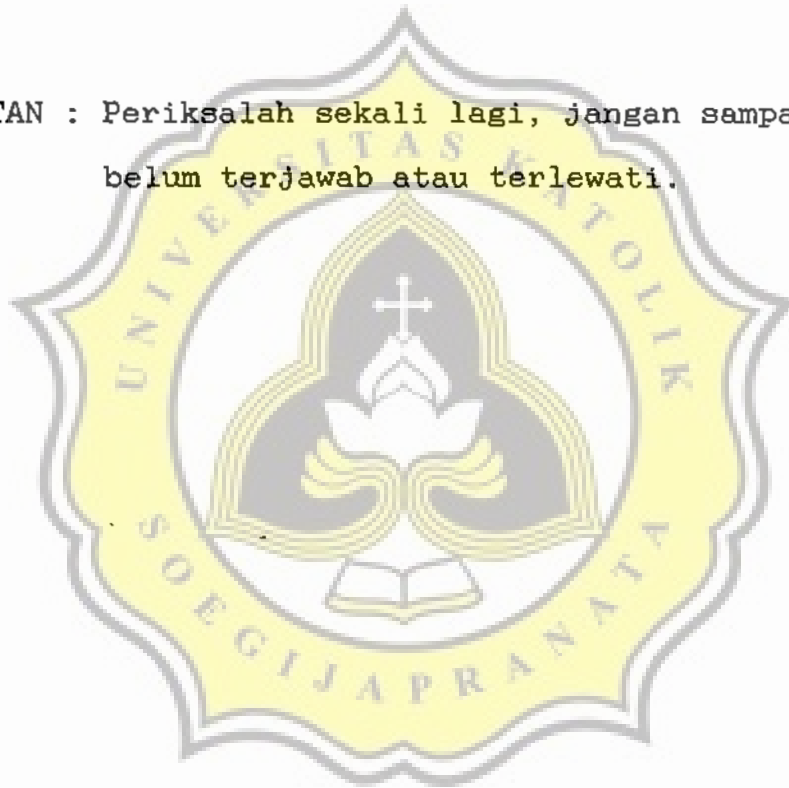 TAN : Periksalah sekali lagi, jangan sampa
belum terjawab atau terlewati.
UNIVERSITAS KATOLIK
SOEGIJAPRANATA